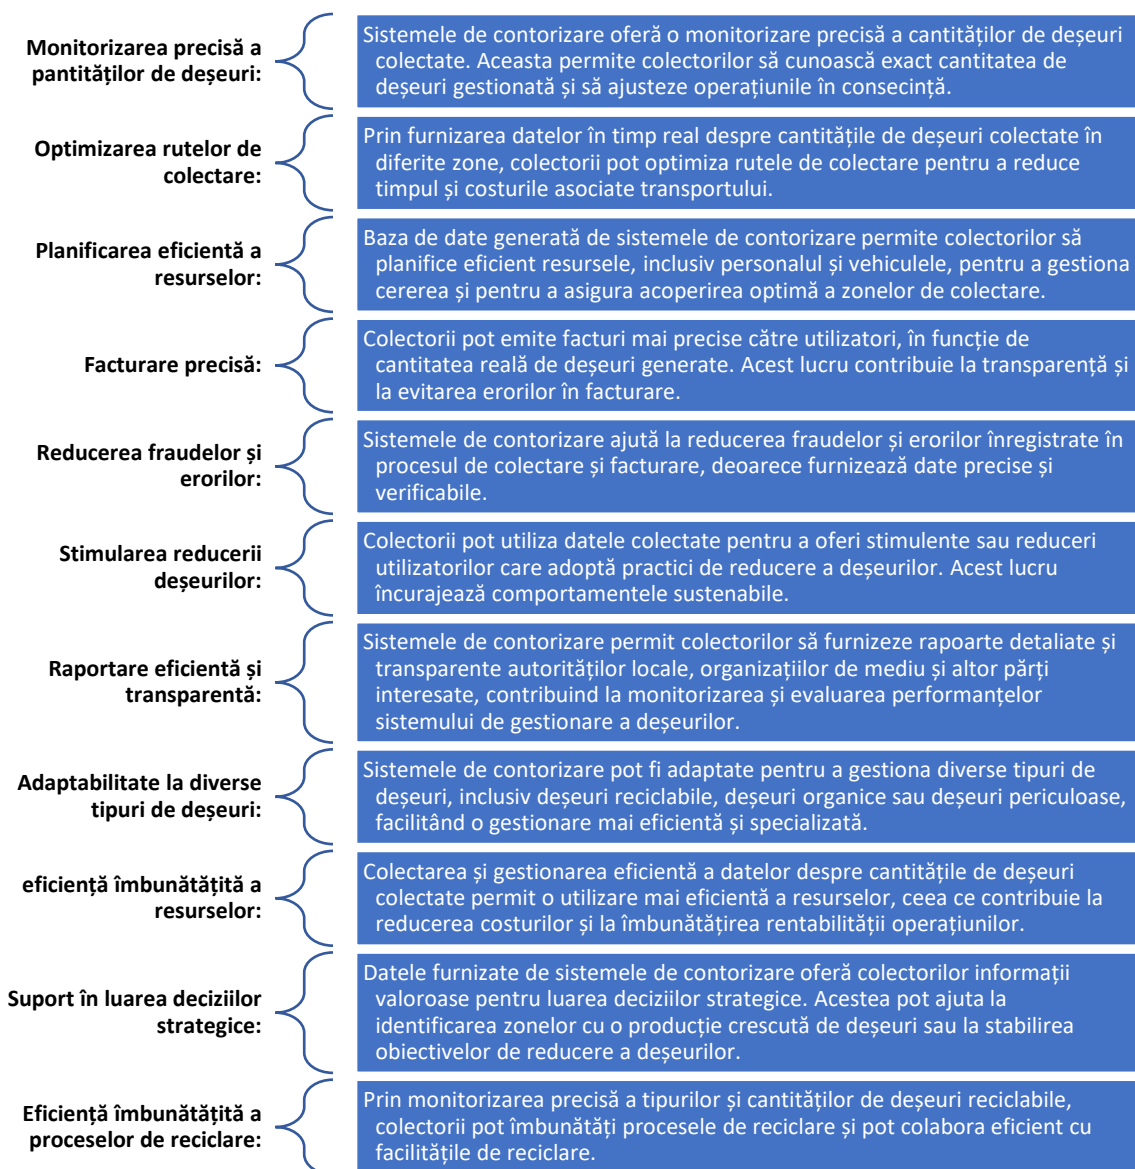 Monitorizarea precisă a
pantităților de deșeuri:
Sistemele de contorizare oferă o monitorizare precisă a cantităților de deșeuri
colectate. Aceasta permite colectorilor să cunoască exact cantitatea de
deșeuri gestionată și să ajusteze operațiunile în consecință.
Optimizarea rutelor de
colectare:
Prin furnizarea datelor în timp real despre cantitățile de deșeuri colectate în
diferite zone, colectorii pot optimiza rutele de colectare pentru a reduce
timpul și costurile asociate transportului.
Planificarea eficientă a
resurselor:
Baza de date generată de sistemele de contorizare permite colectorilor să
planifice eficient resursele, inclusiv personalul și vehiculele, pentru a gestiona
cererea și pentru a asigura acoperirea optimă a zonelor de colectare.
Facturare precisă:
Colectorii pot emite facturi mai precise către utilizatori, în funcție de
cantitatea reală de deșeuri generate. Acest lucru contribuie la transparență și
la evitarea erorilor în facturare.
Reducerea fraudelor și
erorilor:
Sistemele de contorizare ajută la reducerea fraudelor și erorilor înregistrate în
procesul de colectare și facturare, deoarece furnizează date precise și
verificabile.
Stimularea reducerii
deșeurilor:
Colectorii pot utiliza datele colectate pentru a oferi stimulente sau reduceri
utilizatorilor care adoptă practici de reducere a deșeurilor. Acest lucru
încurajează comportamentele sustenabile.
Raportare eficientă și
transparentă:
Sistemele de contorizare permit colectorilor să furnizeze rapoarte detaliate și
transparente autorităților locale, organizațiilor de mediu și altor părți
interesate, contribuind la monitorizarea și evaluarea performanțelor
sistemului de gestionare a deșeurilor.
Adaptabilitate la diverse
tipuri de deșeuri:
Sistemele de contorizare pot fi adaptate pentru a gestiona diverse tipuri de
deșeuri, inclusiv deșeuri reciclabile, deșeuri organice sau deșeuri periculoase,
facilitând o gestionare mai eficientă și specializată.
eficiență îmbunătățită a
resurselor:
Colectarea și gestionarea eficientă a datelor despre cantitățile de deșeuri
colectate permit o utilizare mai eficientă a resurselor, ceea ce contribuie la
reducerea costurilor și la îmbunătățirea rentabilității operațiunilor.
Suport în luarea deciziilor
strategice:
Datele furnizate de sistemele de contorizare oferă colectorilor informații
valoroase pentru luarea deciziilor strategice. Acestea pot ajuta la
identificarea zonelor cu o producție crescută de deșeuri sau la stabilirea
obiectivelor de reducere a deșeurilor.
Eficiență îmbunătățită a
proceselor de reciclare:
Prin monitorizarea precisă a tipurilor și cantităților de deșeuri reciclabile,
colectorii pot îmbunătăți procesele de reciclare și pot colabora eficient cu
facilitățile de reciclare.